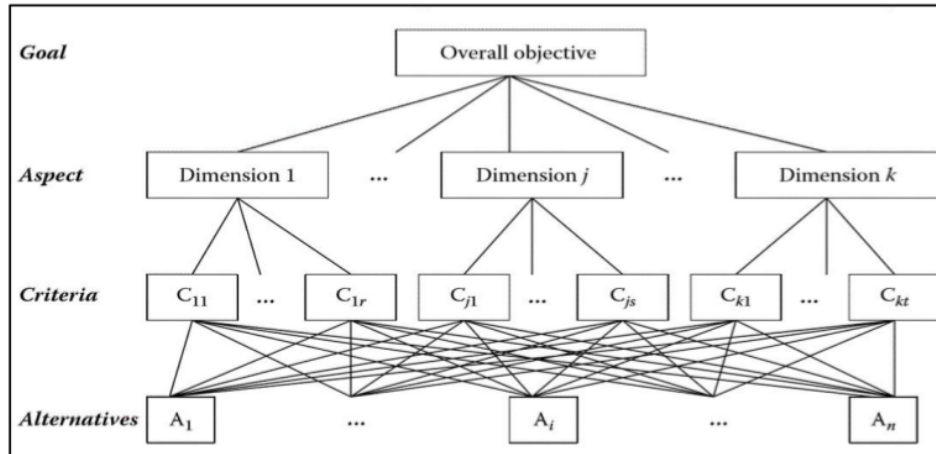 Goal Overall objective
Aspect Dimension 1 ... Dimension j ... Dimension k
Criteria C₁₁ ... C₁ᵣ Cⱼ₁ ... Cⱼₛ Cₖ₁ ... Cₖₜ
Alternatives A₁ ... Aᵢ ... Aₙ